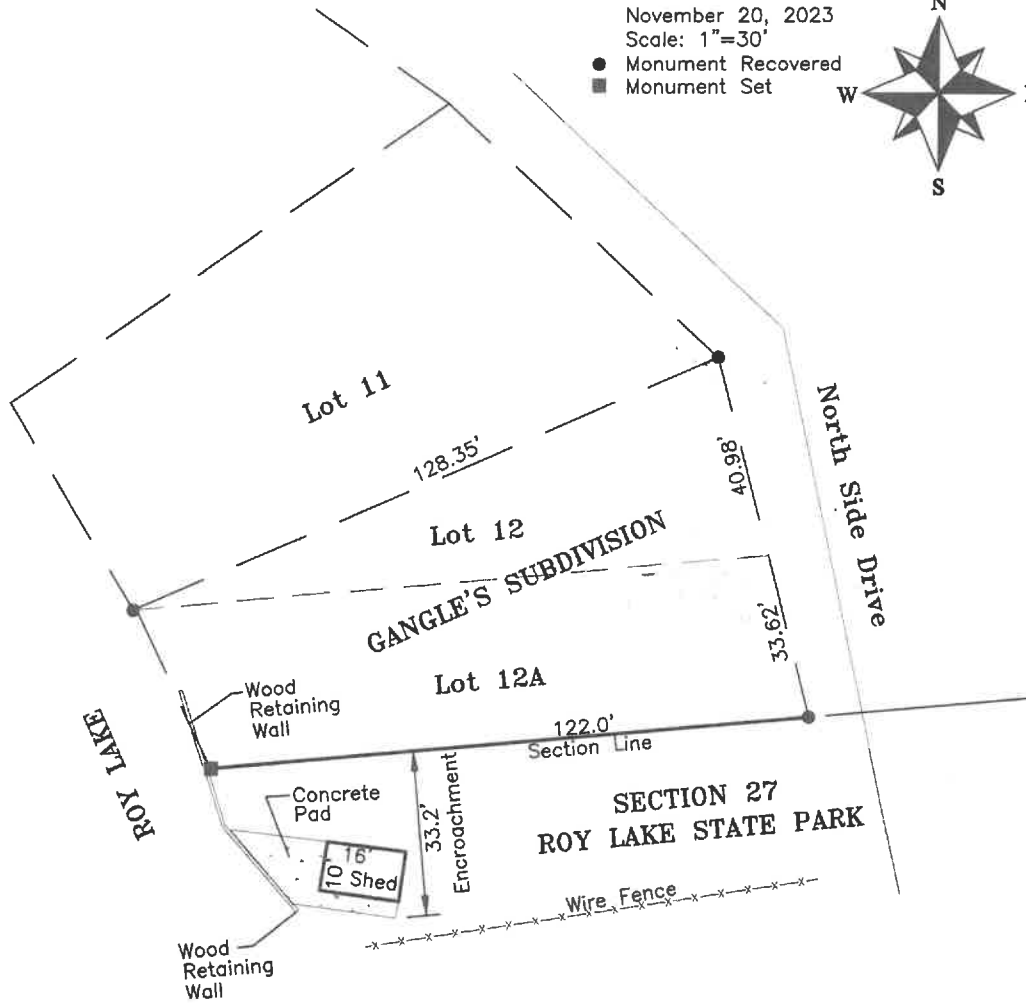 N
November 20, 2023
Scale: 1"=30'
Monument Recovered
Monument Set
W
S
Lot 11
128.35'
40.98'
North Side Drive
Lot 12
GANGLE'S SUBDIVISION
33.62'
Lot 12A
Wood
Retaining
Wall
122.0'
Section Line
ROY LAKE
Concrete
Pad
33.2'
Encroachment
SECTION 27
ROY LAKE STATE PARK
16'
10'
Shed
Wire Fence
Wood
Retaining
Wall